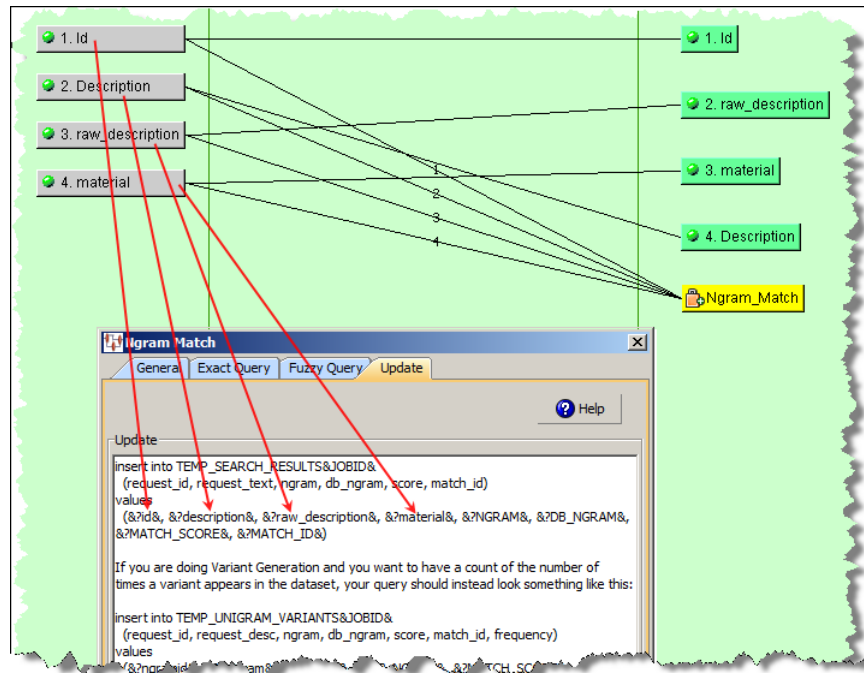 1. Id
2. Description
3. raw_description
4. material
1
2
3
4
1. Id
2. raw_description
3. material
4. Description
Ngram_Match
Ngram Match
General Exact Query Fuzzy Query Update
Help
Update
insert into TEMP_SEARCH_RESULTS&JOBID&
(request_id, request_text, ngram, db_ngram, score, match_id)
values
(&?id&, &?description&, &?raw_description&, &?material&, &?NGRAM&, &?DB_NGRAM&,
&?MATCH_SCORE&, &?MATCH_ID&)
If you are doing Variant Generation and you want to have a count of the number of
times a variant appears in the dataset, your query should instead look something like this:
insert into TEMP_UNIGRAM_VARIANTS&JOBID&
(request_id, request_desc, ngram, db_ngram, score, match_id, frequency)
values